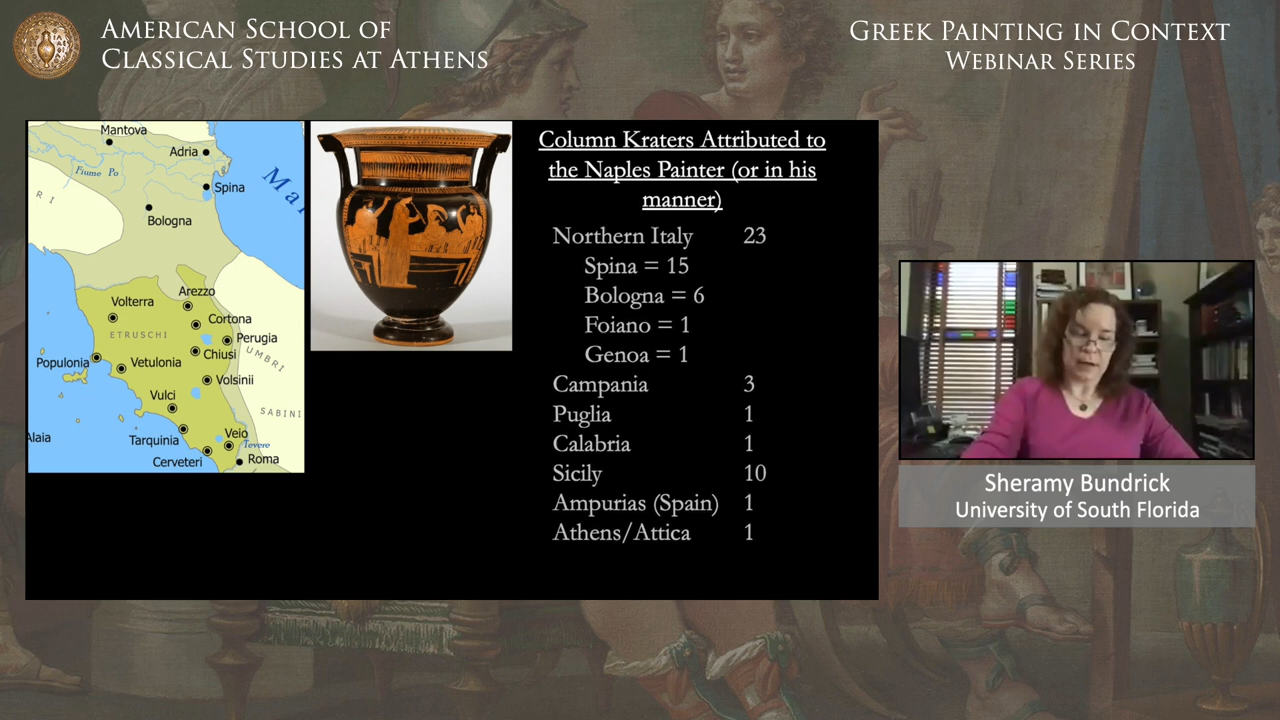 AMERICAN SCHOOL OF
CLASSICAL STUDIES AT ATHENS
GREEK PAINTING IN CONTEXT
WEBINAR SERIES
Mantova
Adria
Fiume Po
Spina
Mar
R I
Bologna
Arezzo
Volterra
Cortona
ETRUSCHI
Perugia
Chiusi
UMBRI
Populonia
Vetulonia
Volsinii
Vulci
SABINI
Alaia
Tarquinia
Veio
Tevere
Cerveteri
Roma
Column Kraters Attributed to
the Naples Painter (or in his
manner)
Northern Italy 23
Spina = 15
Bologna = 6
Foiano = 1
Genoa = 1
Campania 3
Puglia 1
Calabria 1
Sicily 10
Ampurias (Spain) 1
Athens/Attica 1
Sheramy Bundrick
University of South Florida